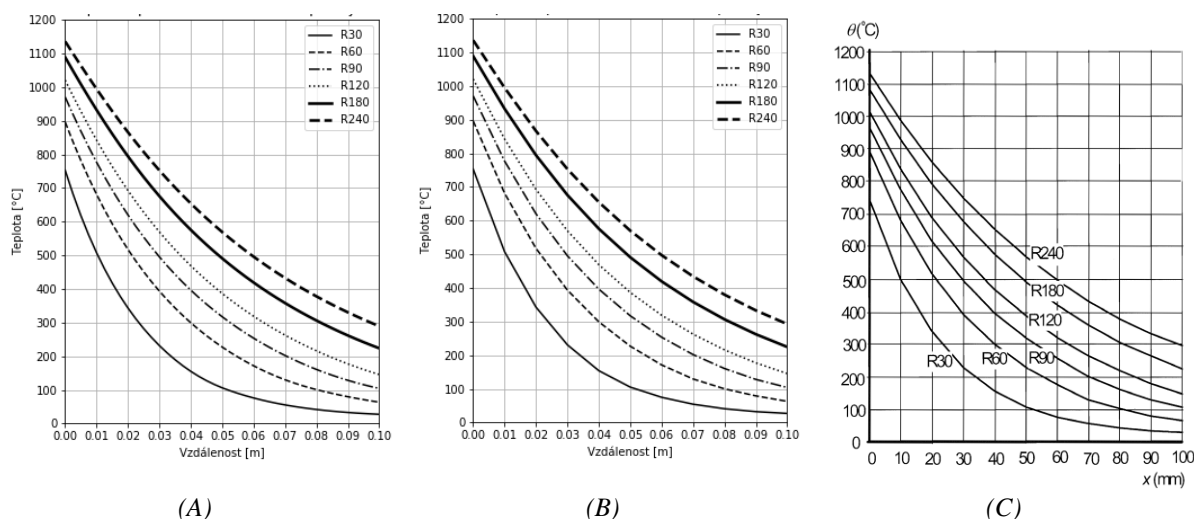 1200
1100
1000
900
800
700
600
500
400
300
200
100
0
Teplota [°C]
0.00 0.01 0.02 0.03 0.04 0.05 0.06 0.07 0.08 0.09 0.10
Vzdálenost [m]
R30
R60
R90
R120
R180
R240
(A)
1200
1100
1000
900
800
700
600
500
400
300
200
100
0
Teplota [°C]
0.00 0.01 0.02 0.03 0.04 0.05 0.06 0.07 0.08 0.09 0.10
Vzdálenost [m]
R30
R60
R90
R120
R180
R240
(B)
θ(°C)
1200
1100
1000
900
800
700
600
500
400
300
200
100
0
R240
R180
R120
R30 R60 R90
0 10 20 30 40 50 60 70 80 90 100
x (mm)
(C)